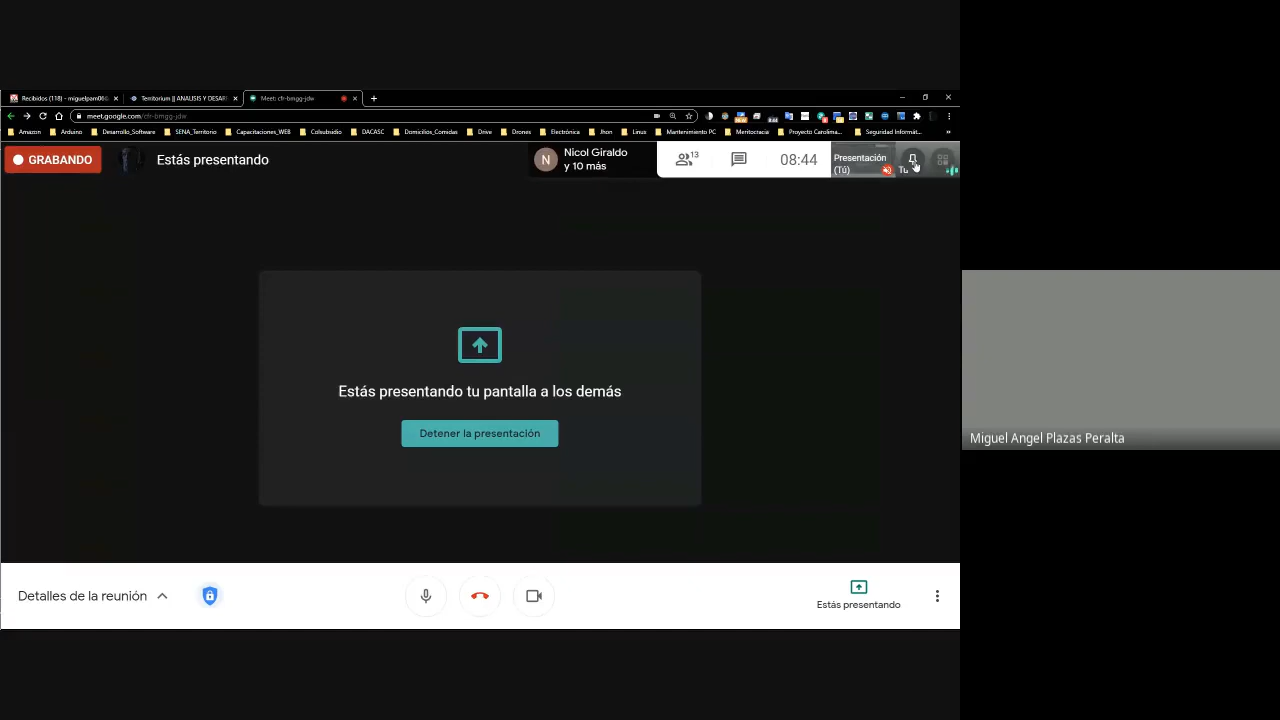 Recibidos (118) - miguelpam06@
Territorium || ANALISIS Y DESAR
Meet: cfr-bmgg-jdw
meet.google.com/cfr-bmgg-jdw
Amazon
Arduino
Desarrollo_Software
SENA_Territorio
Capacitaciones_WEB
Colsubsidio
DACASC
Domicilios_Comidas
Drive
Drones
Electrónica
Jhon
Linux
Mantenimiento PC
Meritocracia
Proyecto Carolima...
Seguridad Informát...
»
GRABANDO
Estás presentando
N
Nicol Giraldo
y 10 más
13
08:44
Presentación
(Tú)
Tú
Estás presentando tu pantalla a los demás
Detener la presentación
Miguel Angel Plazas Peralta
Detalles de la reunión
Estás presentando